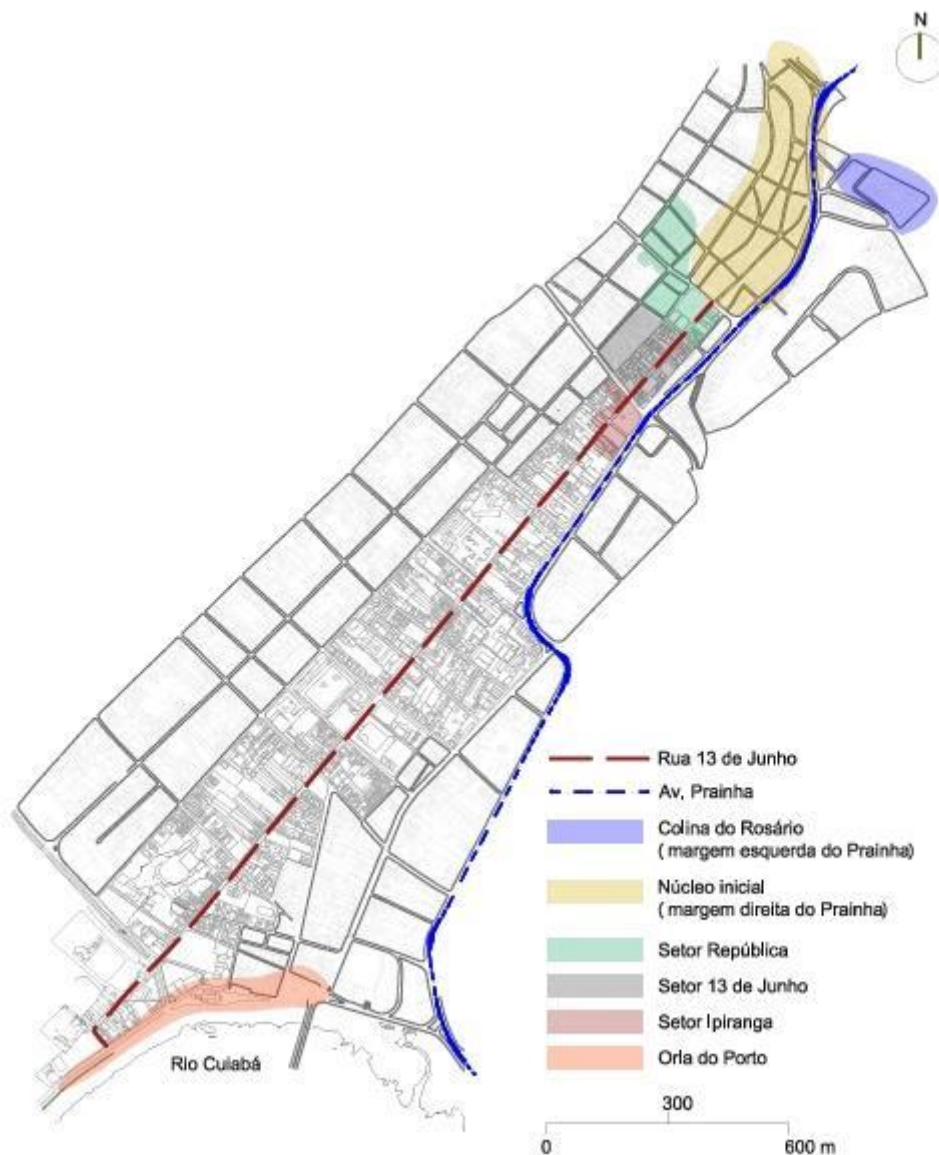 N
Rua 13 de Junho
Av, Prainha
Colina do Rosário
( margem esquerda do Prainha)
Núcleo inicial
( margem direita do Prainha)
Setor República
Setor 13 de Junho
Setor Ipiranga
Orla do Porto
Rio Cuiabá
300
0
600 m